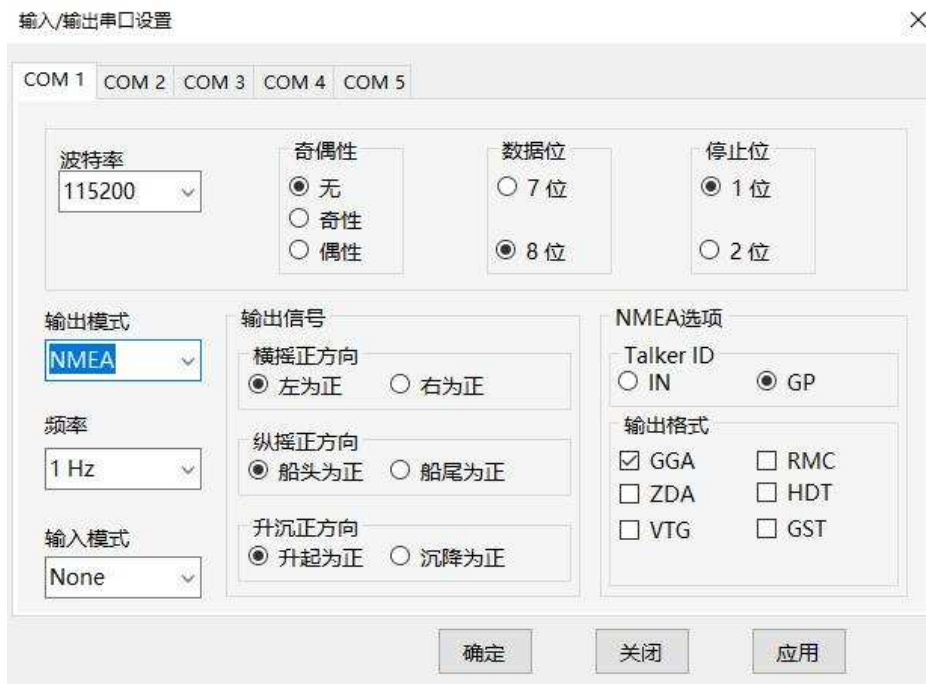 输入/输出串口设置
COM 1 COM 2 COM 3 COM 4 COM 5
波特率
115200
奇偶性
无
奇性
偶性
数据位
7 位
8 位
停止位
1 位
2 位
输出模式
NMEA
频率
1 Hz
输入模式
None
输出信号
横摇正方向
左为正 右为正
纵摇正方向
船头为正 船尾为正
升沉正方向
升起为正 沉降为正
NMEA选项
Talker ID
IN GP
输出格式
GGA RMC
ZDA HDT
VTG GST
确定 关闭 应用